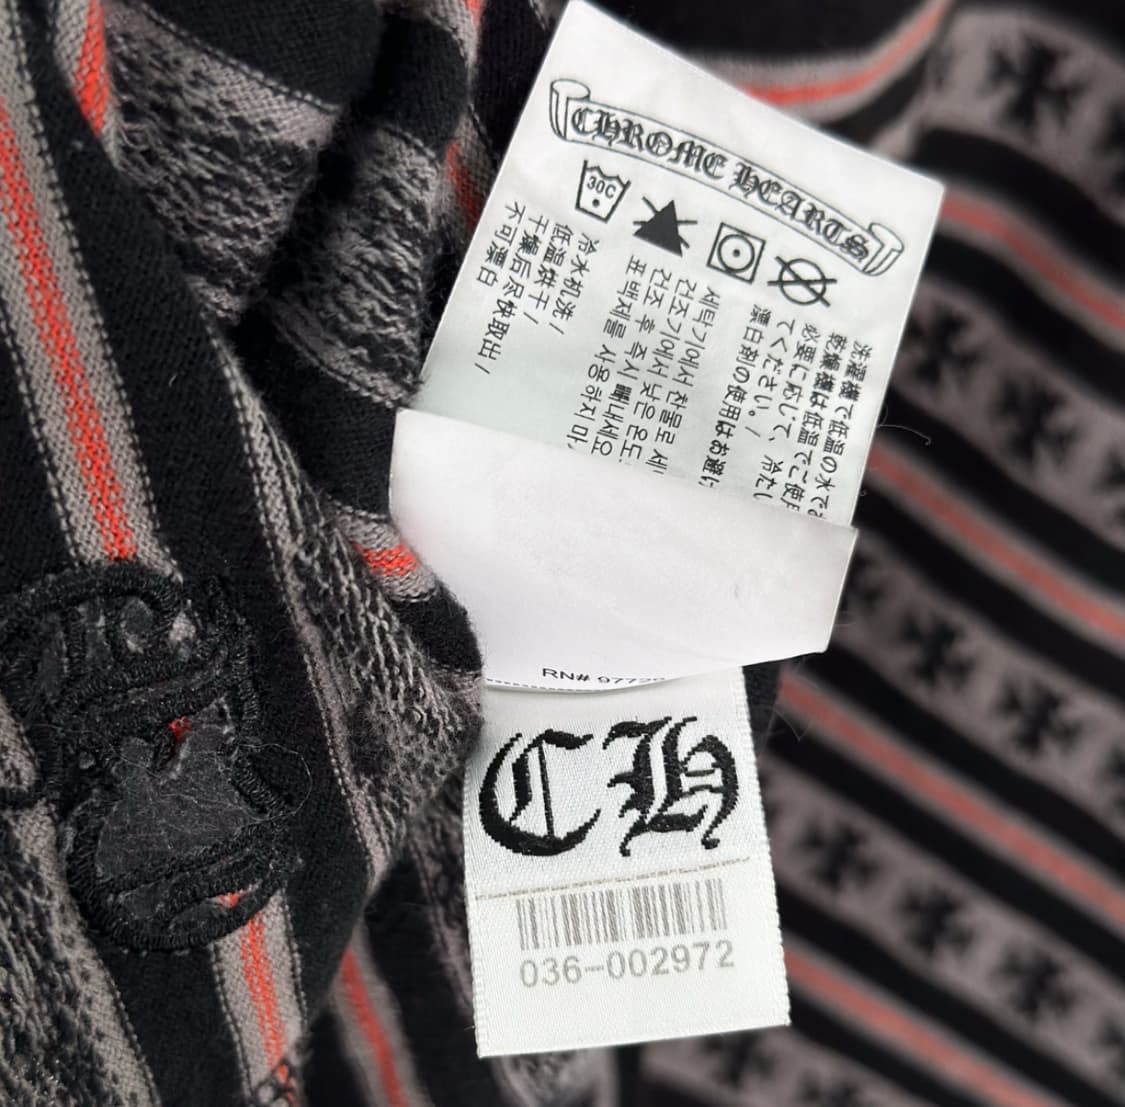 CHROME HEARTS
30C
洗濯機で低温の水で
乾燥機は低温でご使用
必要に応じて、冷たし
てください。/
漂白剤の使用はお避け
세탁기에서 찬물로 세
건조기에서 낮은 온도
건조 후 즉시 빼내세요
표백제를 사용하지 마
冷水机洗/
低温烘干/
干燥后尽快取出/
不可漂白
RN# 9772
CH
036-002972